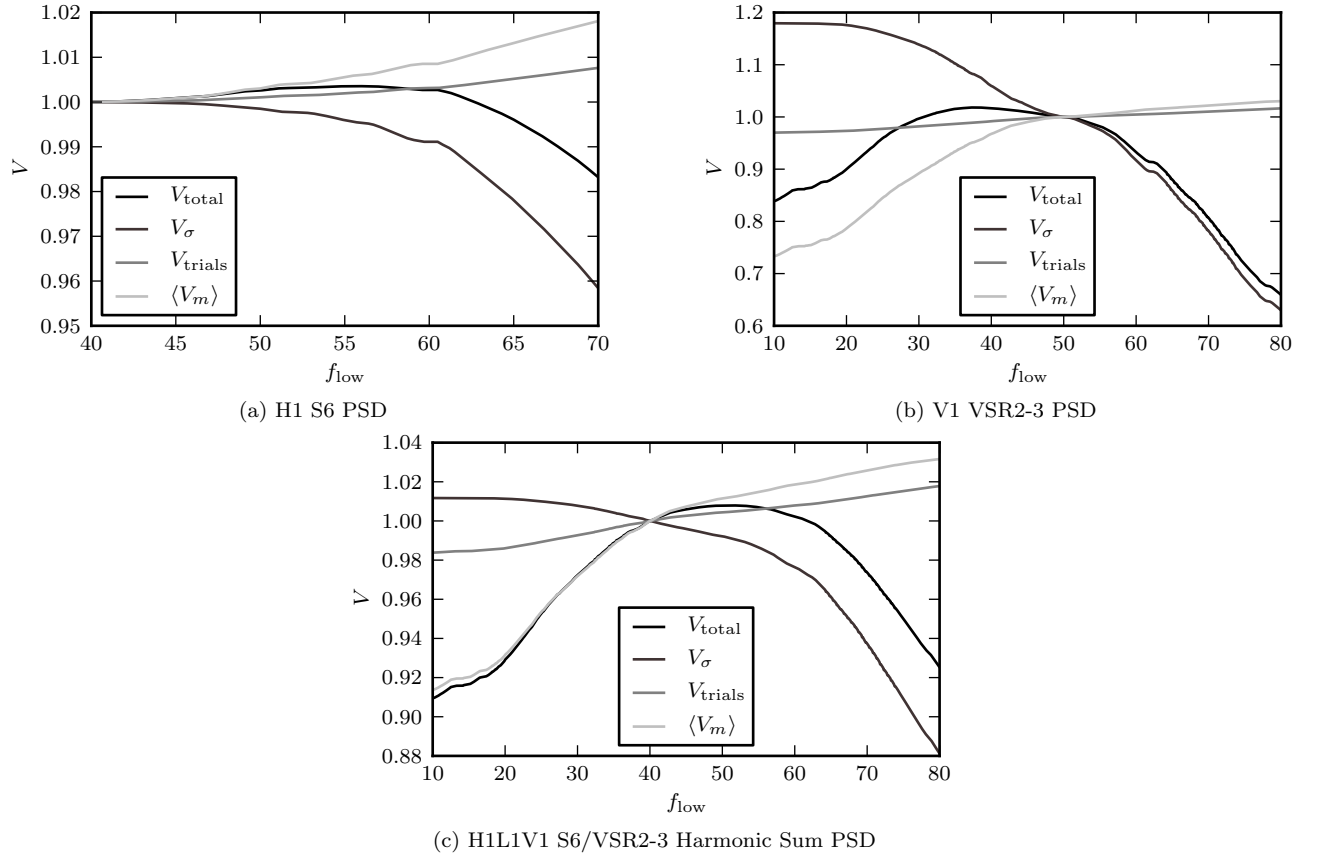 1.02
1.01
1.00
0.99
0.98
0.97
0.96
0.95
V
V_total
V_σ
V_trials
⟨V_m⟩
40 45 50 55 60 65 70
f_low
(a) H1 S6 PSD
1.2
1.1
1.0
0.9
0.8
0.7
0.6
V
V_total
V_σ
V_trials
⟨V_m⟩
10 20 30 40 50 60 70 80
f_low
(b) V1 VSR2-3 PSD
1.04
1.02
1.00
0.98
0.96
0.94
0.92
0.90
0.88
V
V_total
V_σ
V_trials
⟨V_m⟩
10 20 30 40 50 60 70 80
f_low
(c) H1L1V1 S6/VSR2-3 Harmonic Sum PSD